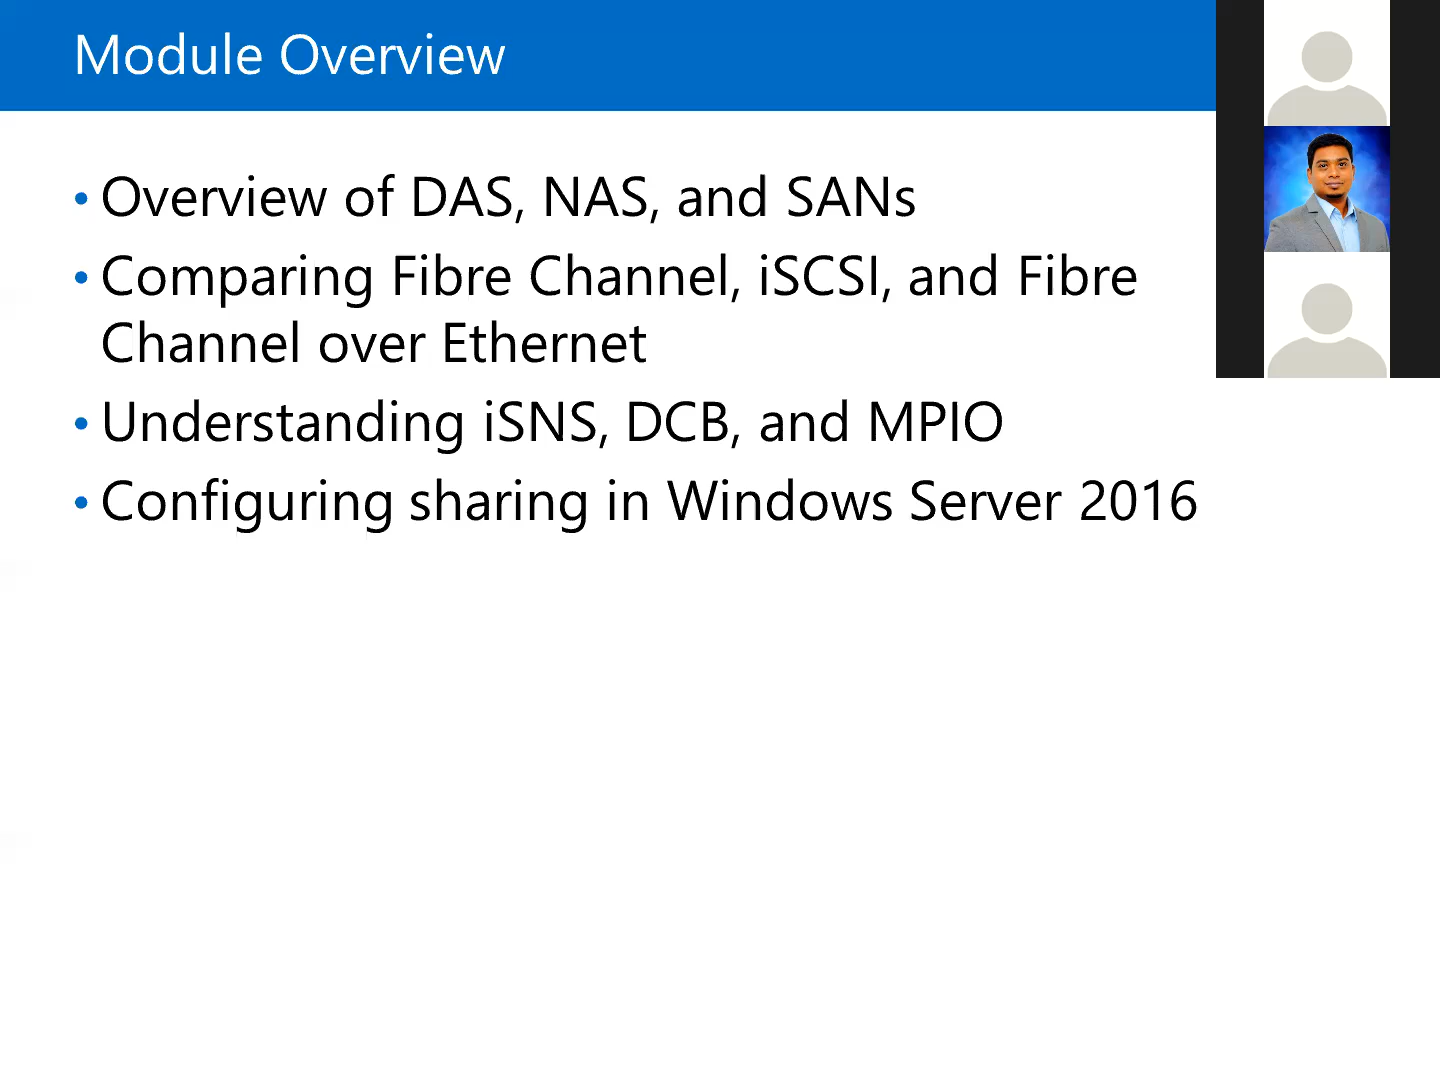 Module Overview
• Overview of DAS, NAS, and SANs
• Comparing Fibre Channel, iSCSI, and Fibre
Channel over Ethernet
• Understanding iSNS, DCB, and MPIO
• Configuring sharing in Windows Server 2016